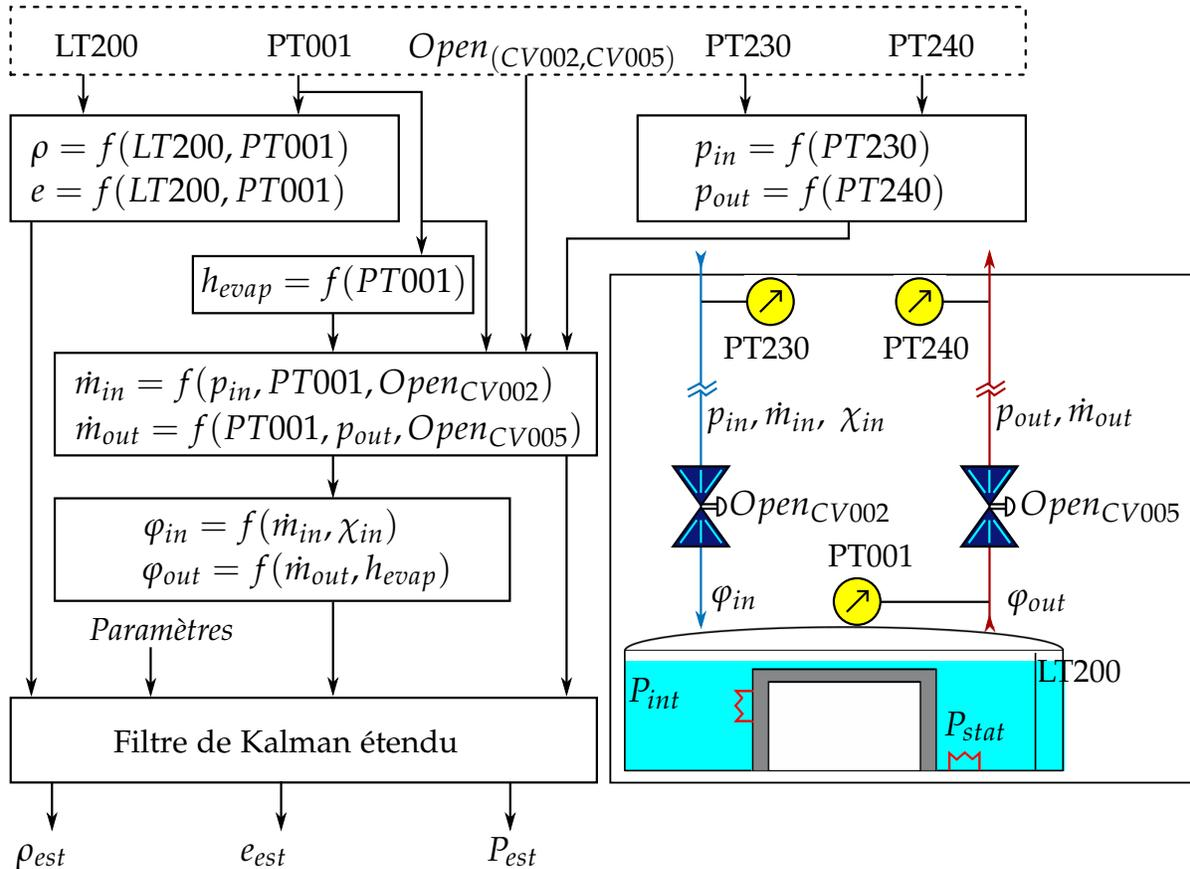 LT200 PT001 Open(CV002,CV005) PT230 PT240
ρ = f(LT200, PT001)
e = f(LT200, PT001)
p_in = f(PT230)
p_out = f(PT240)
h_evap = f(PT001)
ṁ_in = f(p_in, PT001, Open_CV002)
ṁ_out = f(PT001, p_out, Open_CV005)
φ_in = f(ṁ_in, χ_in)
φ_out = f(ṁ_out, h_evap)
Paramètres
Filtre de Kalman étendu
ρ_est e_est P_est
PT230 PT240
p_in, ṁ_in, χ_in p_out, ṁ_out
Open_CV002 Open_CV005
PT001
φ_in φ_out
LT200
P_int
P_stat